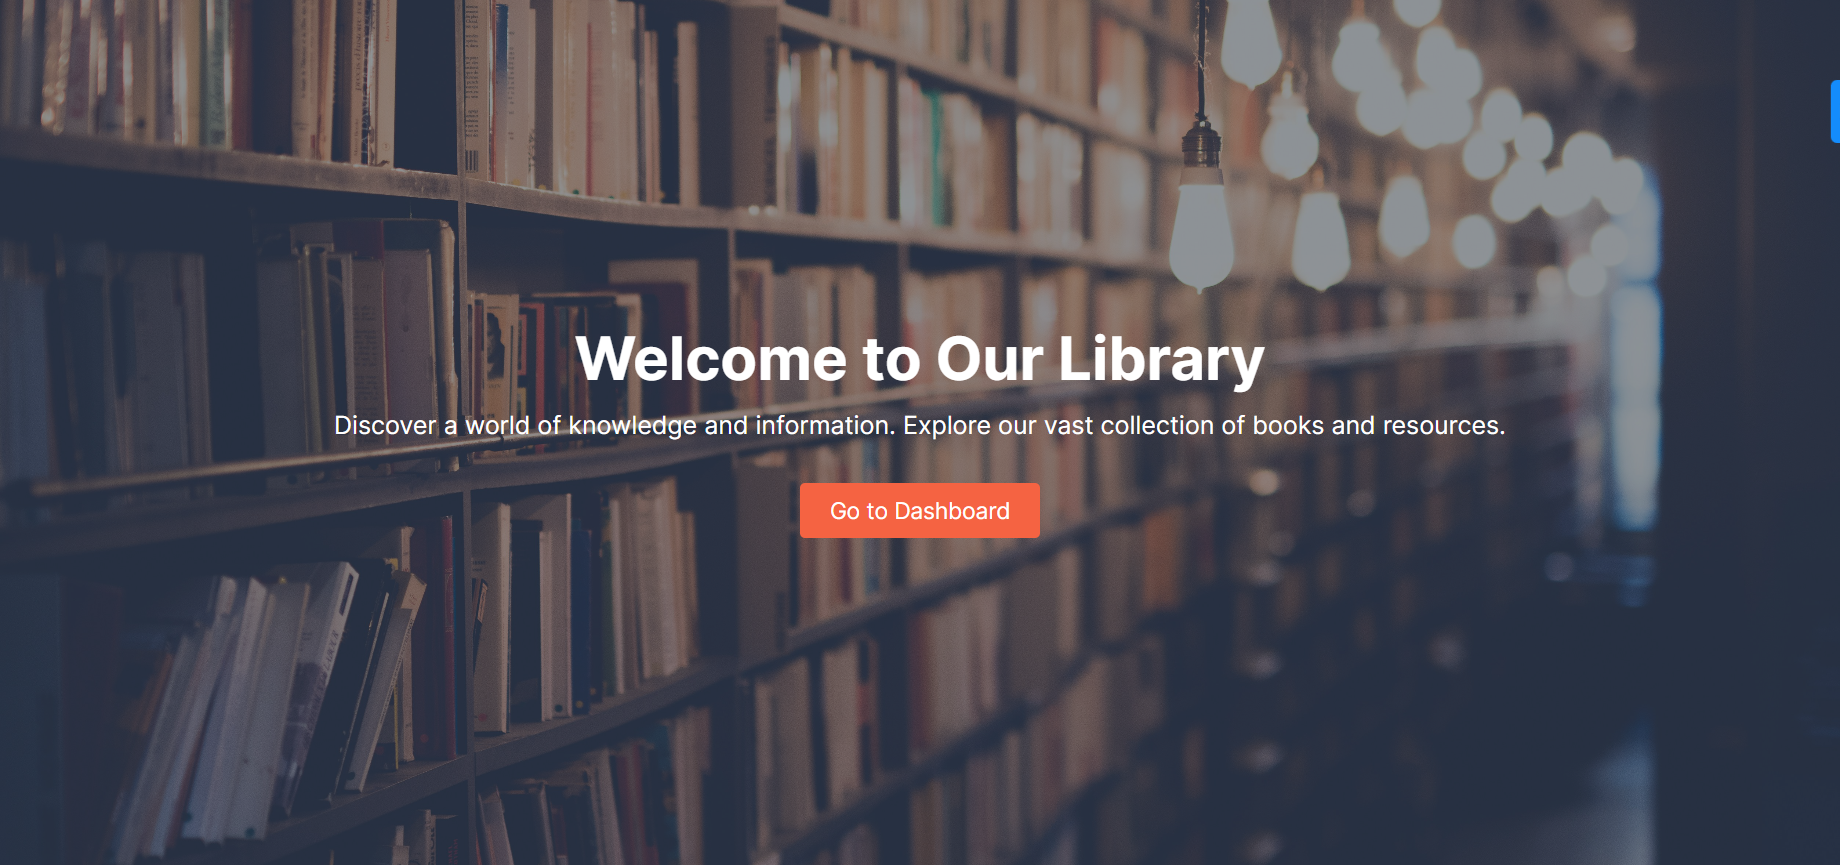 Welcome to Our Library
Discover a world of knowledge and information. Explore our vast collection of books and resources.
Go to Dashboard